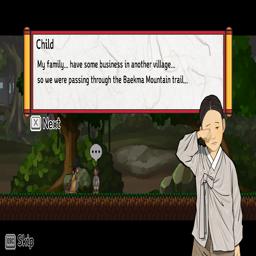 Child
My family... have some business in another village...
so we were passing through the Baekma Mountain trail...
X Next
ESC Skip